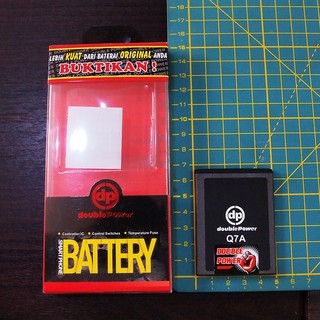 LEBIH KUAT DARI BATERAI ORIGINAL ANDA
BUKTIKAN!
dp
doublePower
Controller IC
Control Switches
Temperature Fuse
SMARTPHONE
BATTERY
dp
doublePower
Q7A
DOUBLE
POWER